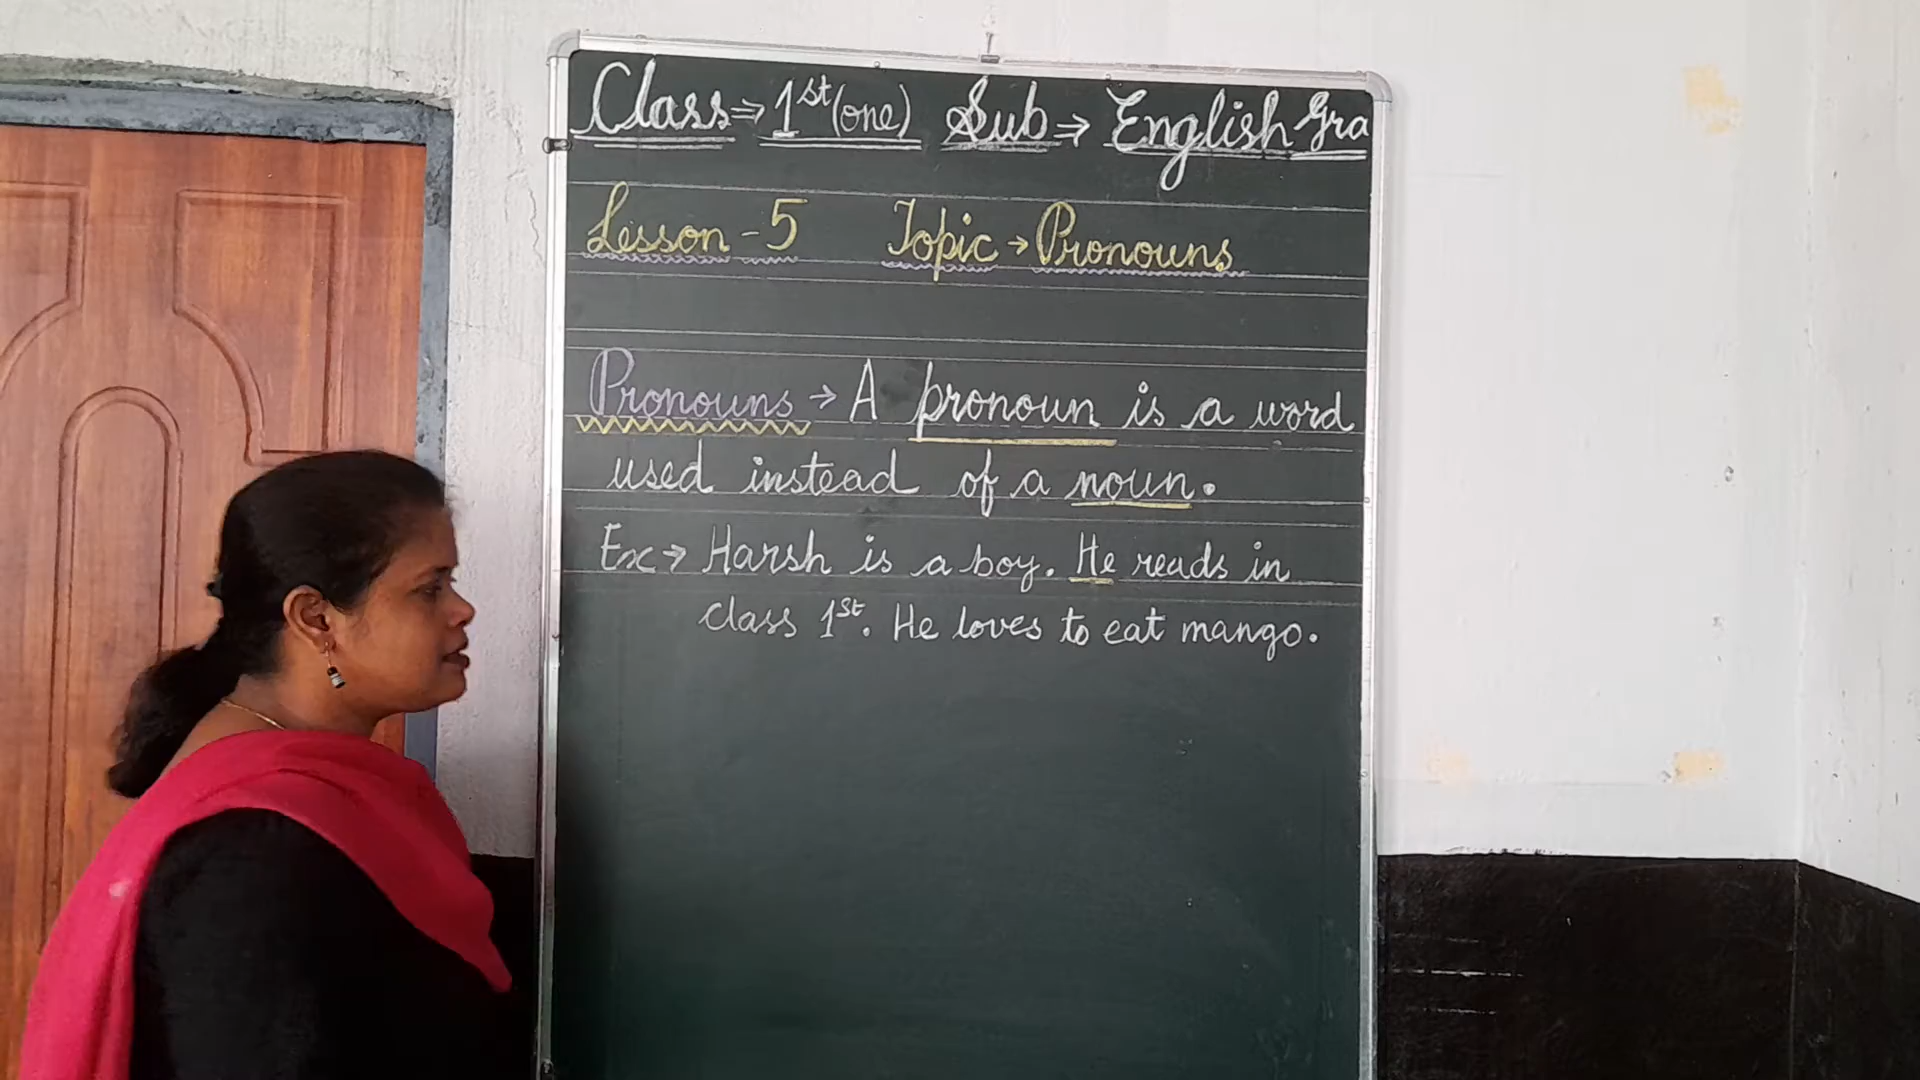 Class ⇒ 1st (one) Sub ⇒ English Gra
Lesson - 5 Topic → Pronouns
Pronouns → A pronoun is a word
used instead of a noun.
Ex → Harsh is a boy. He reads in
class 1st. He loves to eat mango.